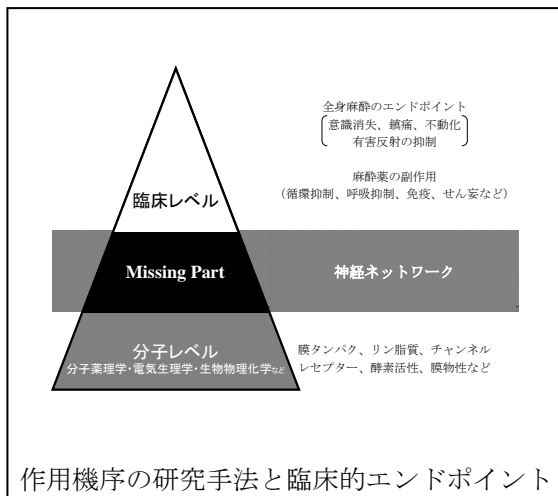 全身麻酔のエンドポイント
意識消失、鎮痛、不動化
有害反射の抑制
麻酔薬の副作用
（循環抑制、呼吸抑制、免疫、せん妄など）
臨床レベル
Missing Part
神経ネットワーク
分子レベル
分子薬理学・電気生理学・生物物理化学など
膜タンパク、リン脂質、チャンネル
レセプター、酵素活性、膜物性など
作用機序の研究手法と臨床的エンドポイント